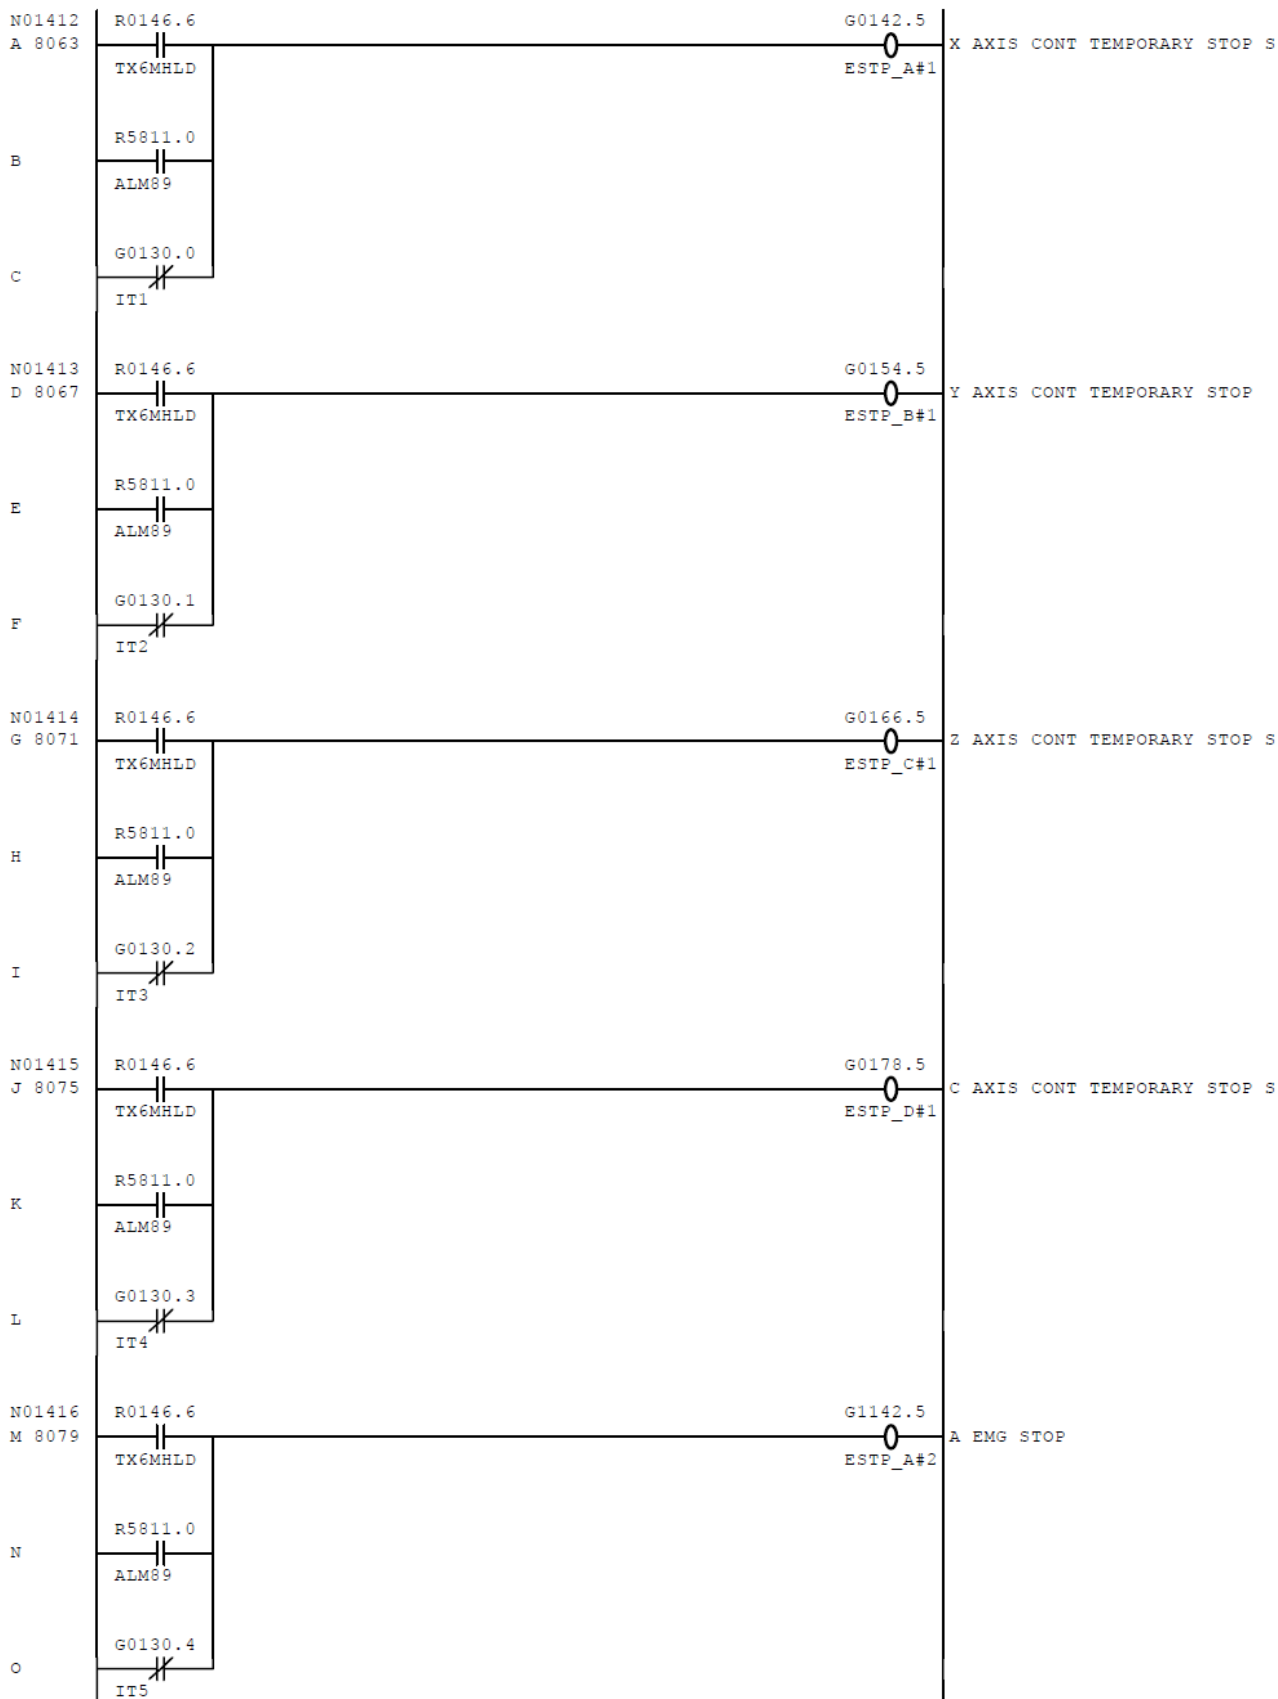 N01412 R0146.6 G0142.5
A 8063 X AXIS CONT TEMPORARY STOP S
TX6MHLD ESTP_A#1
R5811.0
B
ALM89
G0130.0
C
IT1
N01413 R0146.6 G0154.5
D 8067 Y AXIS CONT TEMPORARY STOP
TX6MHLD ESTP_B#1
R5811.0
E
ALM89
G0130.1
F
IT2
N01414 R0146.6 G0166.5
G 8071 Z AXIS CONT TEMPORARY STOP S
TX6MHLD ESTP_C#1
R5811.0
H
ALM89
G0130.2
I
IT3
N01415 R0146.6 G0178.5
J 8075 C AXIS CONT TEMPORARY STOP S
TX6MHLD ESTP_D#1
R5811.0
K
ALM89
G0130.3
L
IT4
N01416 R0146.6 G1142.5
M 8079 A EMG STOP
TX6MHLD ESTP_A#2
R5811.0
N
ALM89
G0130.4
O
IT5